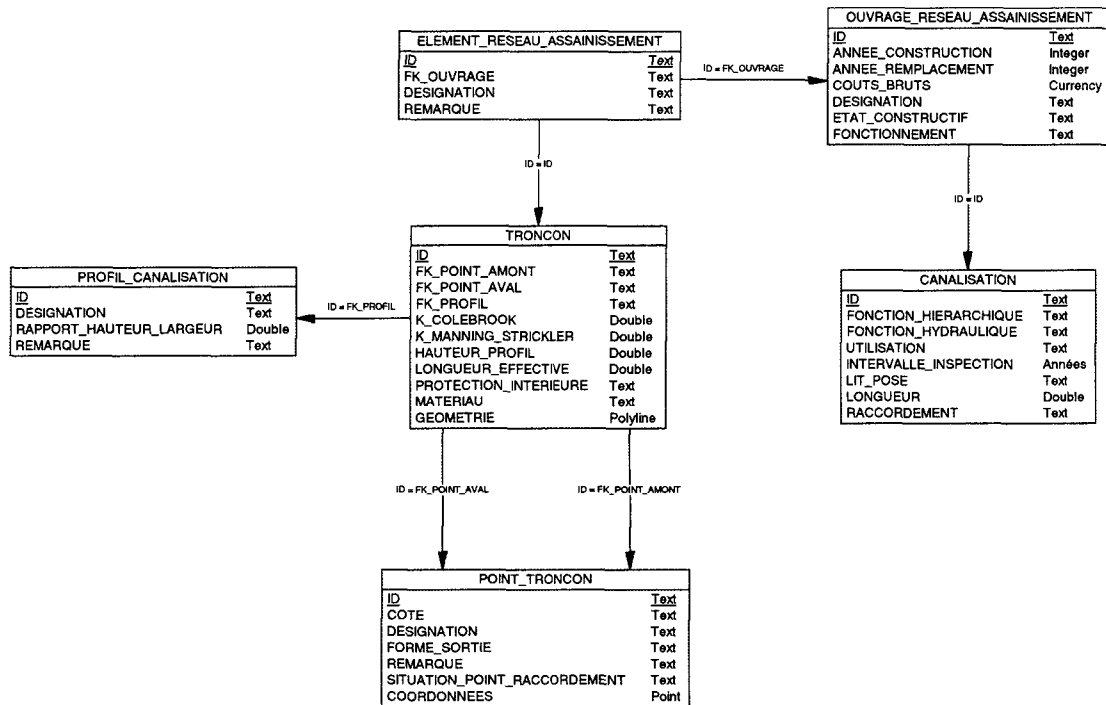 OUVRAGE_RESEAU_ASSAINISSEMENT
ID Text
ANNEE_CONSTRUCTION Integer
ANNEE_REMPLACEMENT Integer
COUTS_BRUTS Currency
DESIGNATION Text
ETAT_CONSTRUCTIF Text
FONCTIONNEMENT Text
ELEMENT_RESEAU_ASSAINISSEMENT
ID Text
FK_OUVRAGE Text
DESIGNATION Text
REMARQUE Text
ID = FK_OUVRAGE
ID = ID
ID = ID
TRONCON
ID Text
FK_POINT_AMONT Text
FK_POINT_AVAL Text
FK_PROFIL Text
K_COLEBROOK Double
K_MANNING_STRICKLER Double
HAUTEUR_PROFIL Double
LONGUEUR_EFFECTIVE Double
PROTECTION_INTERIEURE Text
MATERIAU Text
GEOMETRIE Polyline
PROFIL_CANALISATION
ID Text
DESIGNATION Text
RAPPORT_HAUTEUR_LARGEUR Double
REMARQUE Text
ID = FK_PROFIL
CANALISATION
ID Text
FONCTION_HIERARCHIQUE Text
FONCTION_HYDRAULIQUE Text
UTILISATION Text
INTERVALLE_INSPECTION Années
LIT_POSE Text
LONGUEUR Double
RACCORDEMENT Text
ID = FK_POINT_AVAL
ID = FK_POINT_AMONT
POINT_TRONCON
ID Text
COTE Text
DESIGNATION Text
FORME_SORTIE Text
REMARQUE Text
SITUATION_POINT_RACCORDEMENT Text
COORDONNEES Point